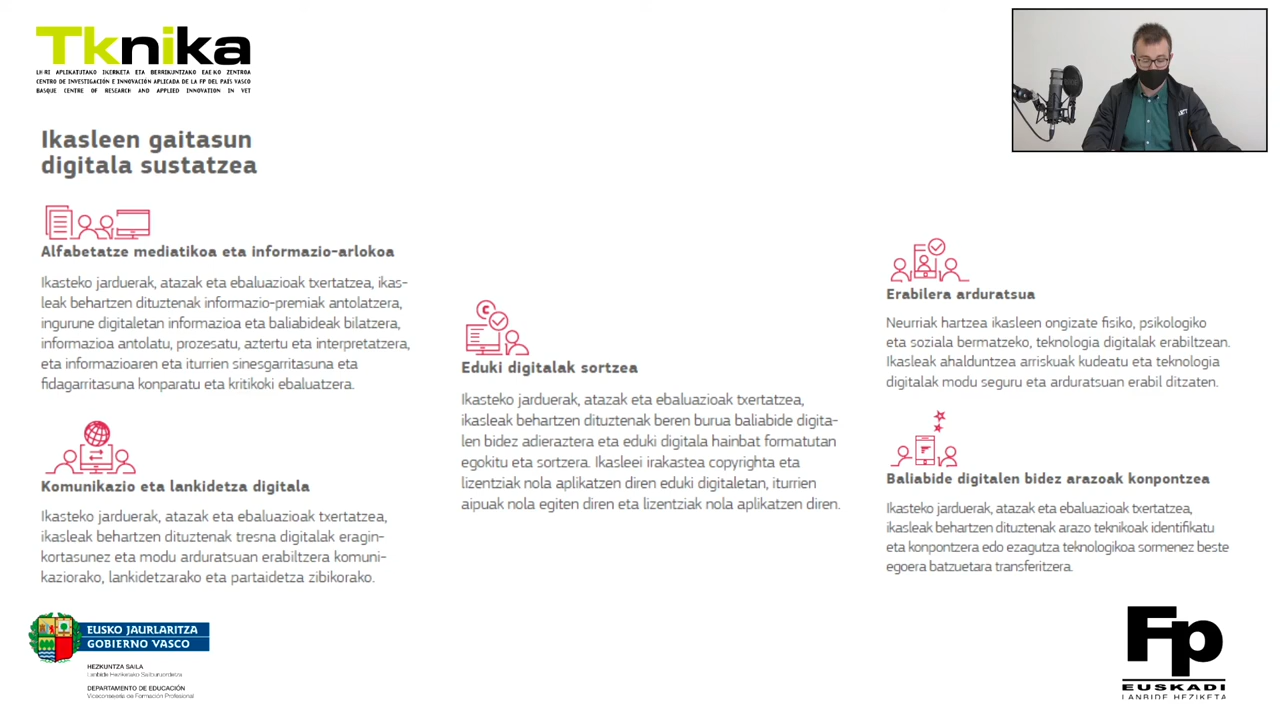 Tknika
LH-RI APLIKATUTAKO IKERKETA ETA BERRIKUNTZAKO EAEKO ZENTROA
CENTRO DE INVESTIGACIÓN E INNOVACIÓN APLICADA DE LA FP DEL PAÍS VASCO
BASQUE CENTRE OF RESEARCH AND APPLIED INNOVATION IN VET
Ikasleen gaitasun
digitala sustatzea
Alfabetatze mediatikoa eta informazio-arlokoa
Ikasteko jarduerak, atazak eta ebaluazioak txertatzea, ikas-
leak behartzen dituztenak informazio-premiak antolatzera,
ingurune digitaletan informazioa eta baliabideak bilatzera,
informazioa antolatu, prozesatu, aztertu eta interpretatzera,
eta informazioaren eta iturrien sinesgarritasuna eta
fidagarritasuna konparatu eta kritikoki ebaluatzera.
Komunikazio eta lankidetza digitala
Ikasteko jarduerak, atazak eta ebaluazioak txertatzea,
ikasleak behartzen dituztenak tresna digitalak eragin-
kortasunez eta modu arduratsuan erabiltzera komuni-
kaziorako, lankidetzarako eta partaidetza zibikorako.
C
Eduki digitalak sortzea
Ikasteko jarduerak, atazak eta ebaluazioak txertatzea,
ikasleak behartzen dituztenak beren burua baliabide digita-
len bidez adieraztera eta eduki digitala hainbat formatutan
egokitu eta sortzera. Ikasleei irakastea copyrighta eta
lizentziak nola aplikatzen diren eduki digitaletan, iturrien
aipuak nola egiten diren eta lizentziak nola aplikatzen diren.
Erabilera arduratsua
Neurriak hartzea ikasleen ongizate fisiko, psikologiko
eta soziala bermatzeko, teknologia digitalak erabiltzean.
Ikasleak ahalduntzea arriskuak kudeatu eta teknologia
digitalak modu seguru eta arduratsuan erabil ditzaten.
Baliabide digitalen bidez arazoak konpontzea
Ikasteko jarduerak, atazak eta ebaluazioak txertatzea,
ikasleak behartzen dituztenak arazo teknikoak identifikatu
eta konpontzera edo ezagutza teknologikoa sormenez beste
egoera batzuetara transferitzera.
EUSKO JAURLARITZA
GOBIERNO VASCO
HEZKUNTZA SAILA
Lanbide Heziketako Sailburuordetza
DEPARTAMENTO DE EDUCACIÓN
Viceconsejería de Formación Profesional
Fp
EUSKADI
LANBIDE HEZIKETA